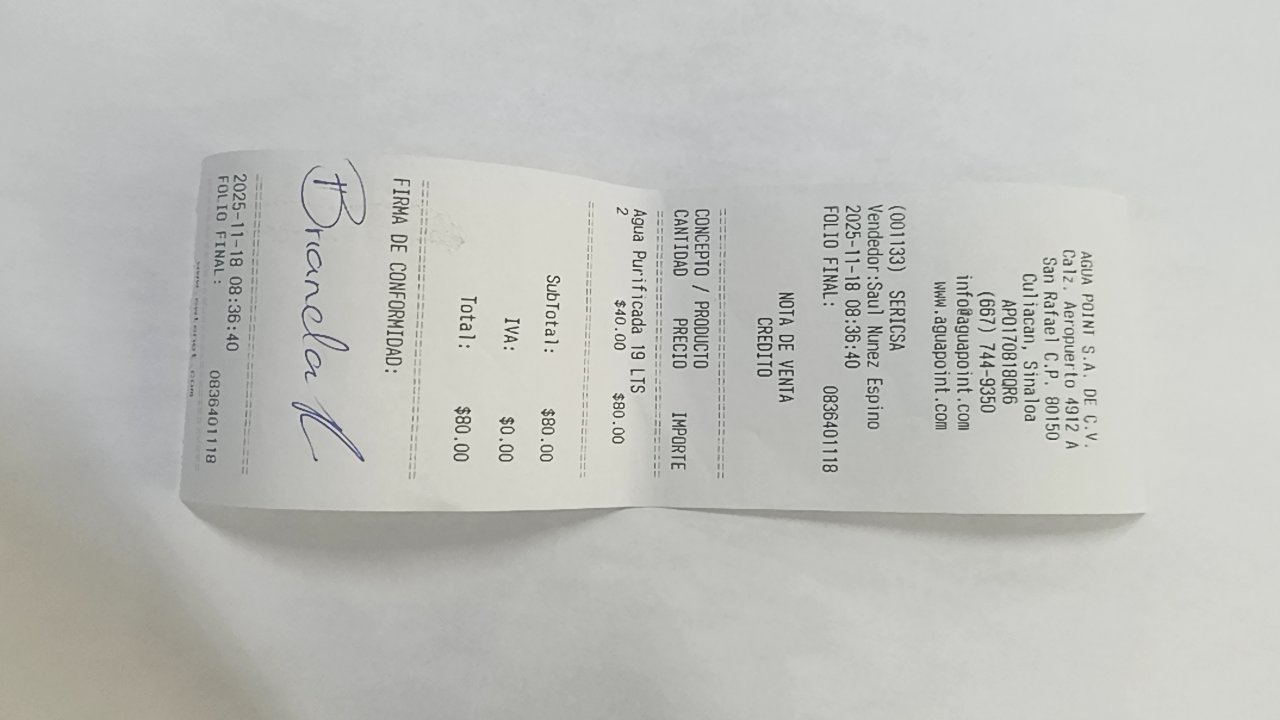 AGUA POINT S.A. DE C.V.
Calz. Aeropuerto 4912 A
San Rafael C.P. 80150
Culiacan, Sinaloa
APO170818QR6
(667) 744-9350
info@aguapoint.com
www.aguapoint.com
(001133) SERICSA
Vendedor:Saul Nunez Espino
2025-11-18 08:36:40
FOLIO FINAL: 0836401118
NOTA DE VENTA
CREDITO
CONCEPTO / PRODUCTO
CANTIDAD PRECIO IMPORTE
Agua Purificada 19 LTS
2 $40.00 $80.00
SubTotal: $80.00
IVA: $0.00
Total: $80.00
FIRMA DE CONFORMIDAD:
Brianda
2025-11-18 08:36:40
FOLIO FINAL: 0836401118